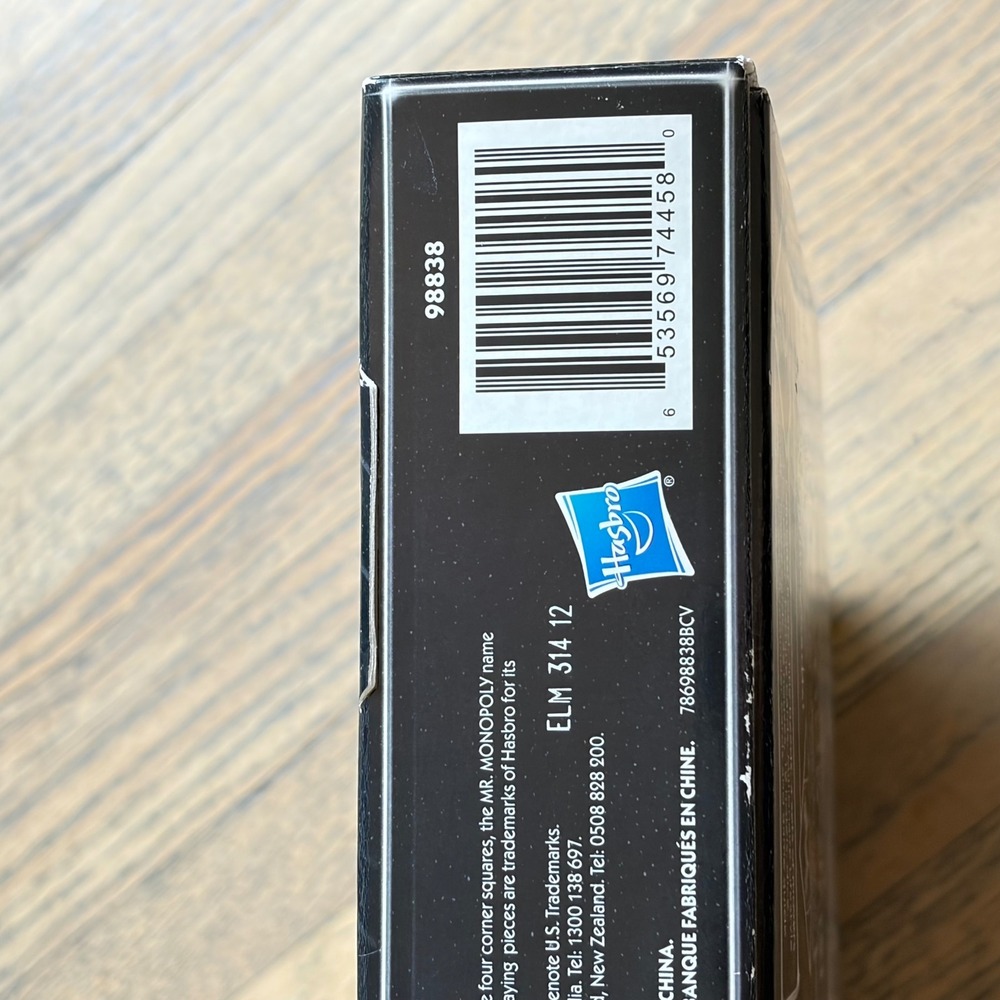 98838
6 53569 74458 0
Hasbro®
e four corner squares, the MR. MONOPOLY name
aying pieces are trademarks of Hasbro for its
ELM 314 12
enote U.S. Trademarks.
lia. Tel: 1300 138 697.
d, New Zealand. Tel: 0508 828 200.
CHINA. 78698838BCV
ANQUE FABRIQUÉS EN CHINE.